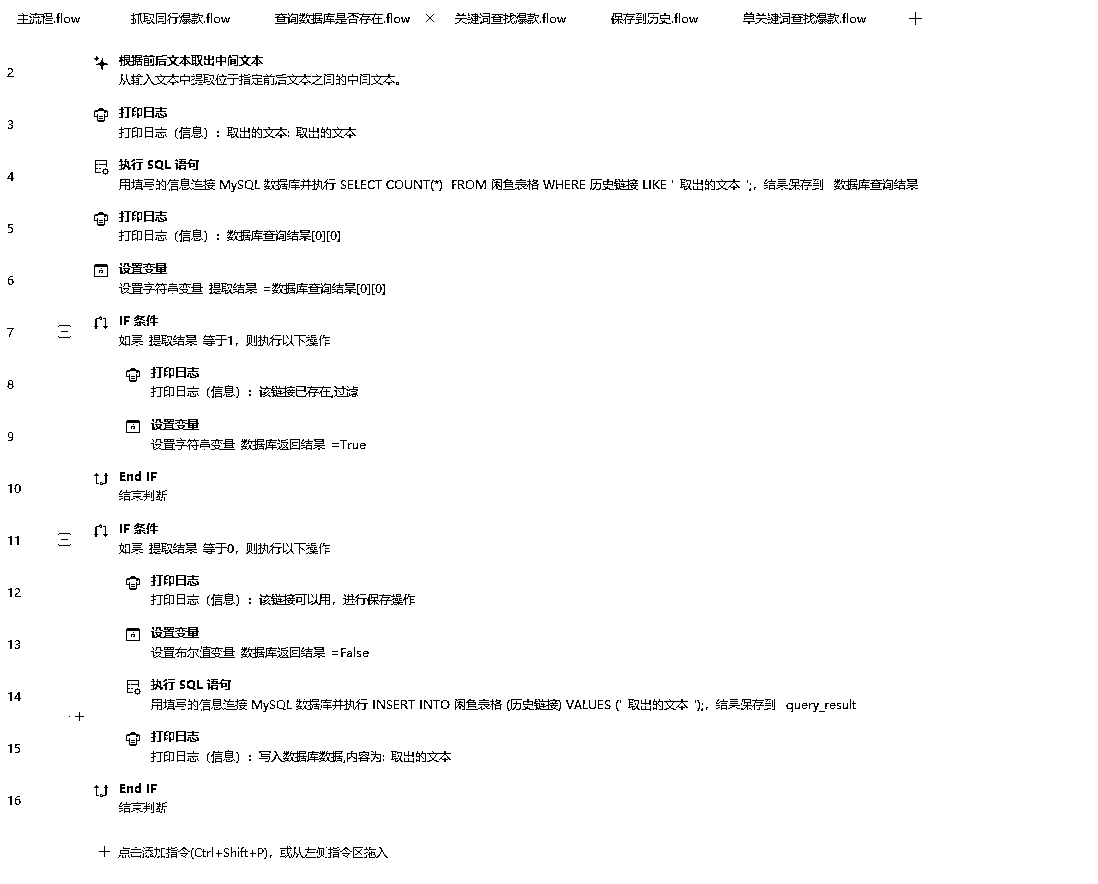 主流程.flow 抓取同行爆款.flow 查询数据库是否存在.flow × 关键词查找爆款.flow 保存到历史.flow 单关键词查找爆款.flow +
2 根据前后文本取出中间文本
从输入文本中提取位于指定前后文本之间的中间文本。
3 打印日志
打印日志（信息）：取出的文本: 取出的文本
4 执行 SQL 语句
用填写的信息连接 MySQL 数据库并执行 SELECT COUNT(*) FROM 闲鱼表格 WHERE 历史链接 LIKE ' 取出的文本 ';，结果保存到 数据库查询结果
5 打印日志
打印日志（信息）：数据库查询结果[0][0]
6 设置变量
设置字符串变量 提取结果 =数据库查询结果[0][0]
7 IF 条件
如果 提取结果 等于1，则执行以下操作
8 打印日志
打印日志（信息）：该链接已存在,过滤
9 设置变量
设置字符串变量 数据库返回结果 =True
10 End IF
结束判断
11 IF 条件
如果 提取结果 等于0，则执行以下操作
12 打印日志
打印日志（信息）：该链接可以用，进行保存操作
13 设置变量
设置布尔值变量 数据库返回结果 =False
14 执行 SQL 语句
用填写的信息连接 MySQL 数据库并执行 INSERT INTO 闲鱼表格 (历史链接) VALUES (' 取出的文本 ');，结果保存到 query_result
15 打印日志
打印日志（信息）：写入数据库数据,内容为: 取出的文本
16 End IF
结束判断
+ 点击添加指令(Ctrl+Shift+P)，或从左侧指令区拖入